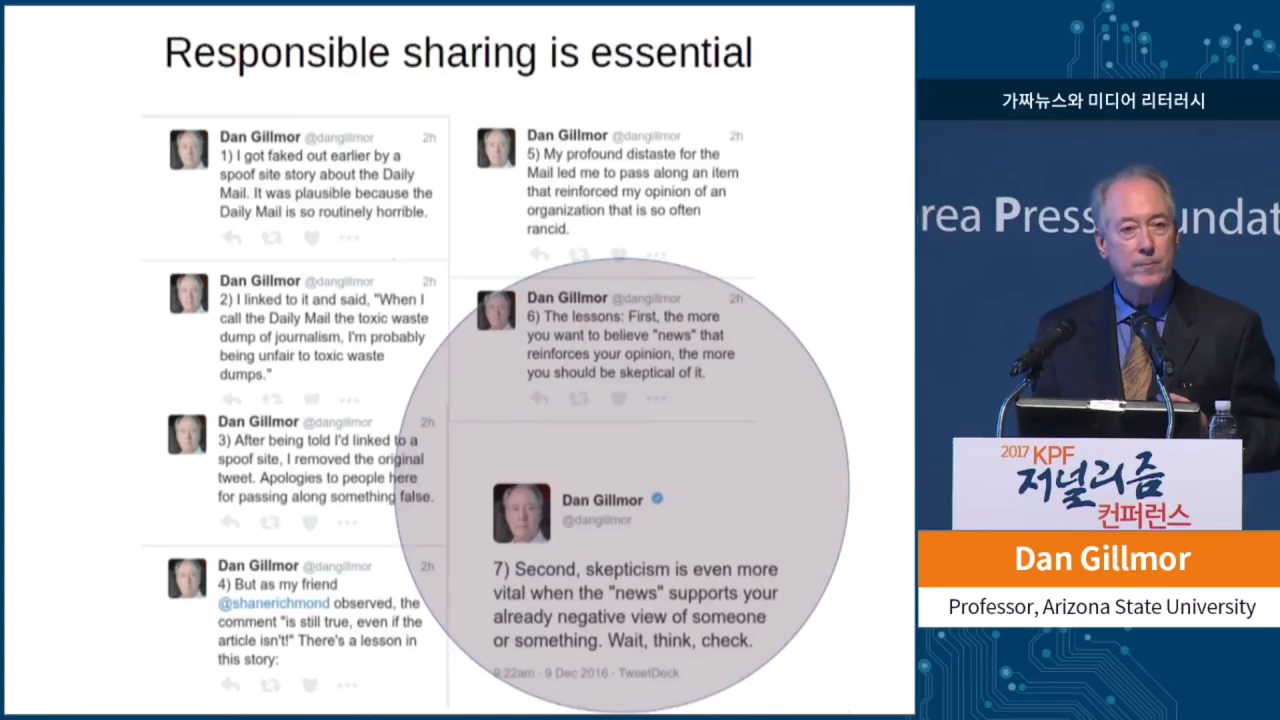 Responsible sharing is essential
Dan Gillmor @dangillmor 2h
1) I got faked out earlier by a
spoof site story about the Daily
Mail. It was plausible because the
Daily Mail is so routinely horrible.
Dan Gillmor @dangillmor 2h
2) I linked to it and said, "When I
call the Daily Mail the toxic waste
dump of journalism, I'm probably
being unfair to toxic waste
dumps."
Dan Gillmor @dangillmor 2h
3) After being told I'd linked to a
spoof site, I removed the original
tweet. Apologies to people here
for passing along something false.
Dan Gillmor @dangillmor 2h
4) But as my friend
@shanerichmond observed, the
comment "is still true, even if the
article isn't!" There's a lesson in
this story:
Dan Gillmor @dangillmor 2h
5) My profound distaste for the
Mail led me to pass along an item
that reinforced my opinion of an
organization that is so often
rancid.
Dan Gillmor @dangillmor 2h
6) The lessons: First, the more
you want to believe "news" that
reinforces your opinion, the more
you should be skeptical of it.
Dan Gillmor
@dangillmor
7) Second, skepticism is even more
vital when the "news" supports your
already negative view of someone
or something. Wait, think, check.
9:22am · 9 Dec 2016 · TweetDeck
가짜뉴스와 미디어 리터러시
rea Press undat
2017 KPF
저널리즘
컨퍼런스
Dan Gillmor
Professor, Arizona State University